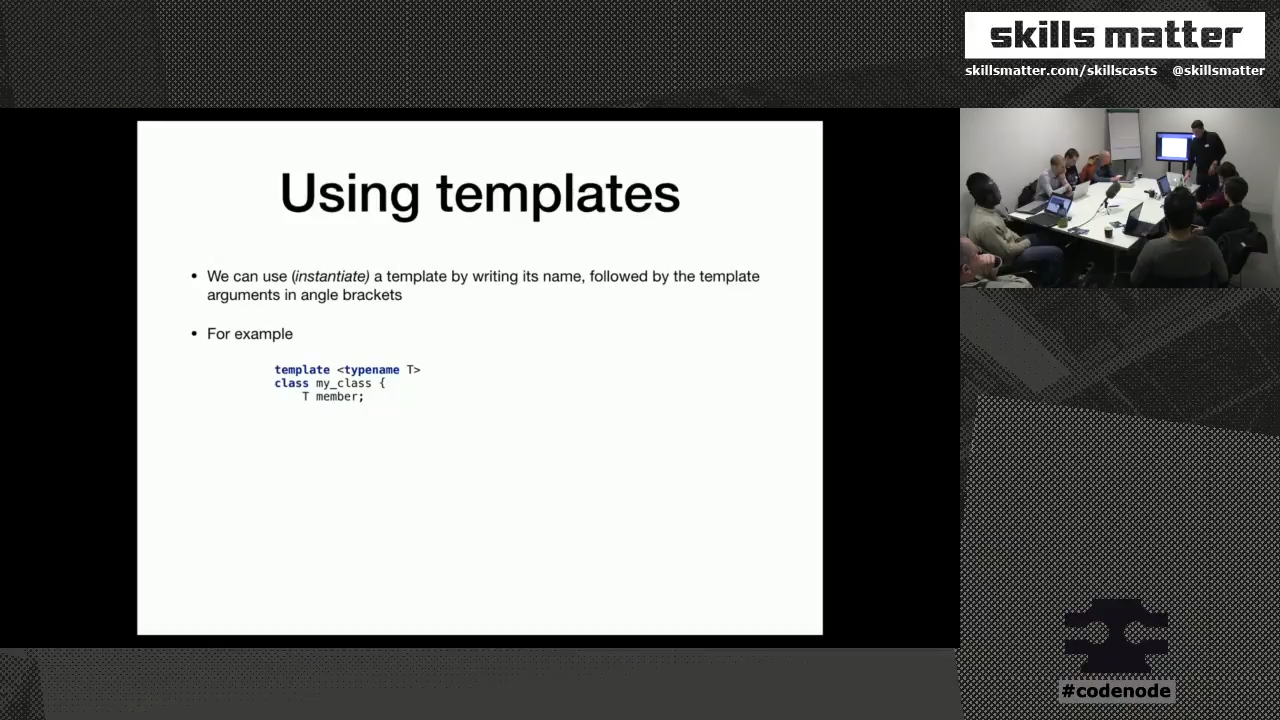 skills matter
skillsmatter.com/skillscasts @skillsmatter
Using templates
• We can use (instantiate) a template by writing its name, followed by the template
arguments in angle brackets
• For example
template <typename T>
class my_class {
T member;
#codenode